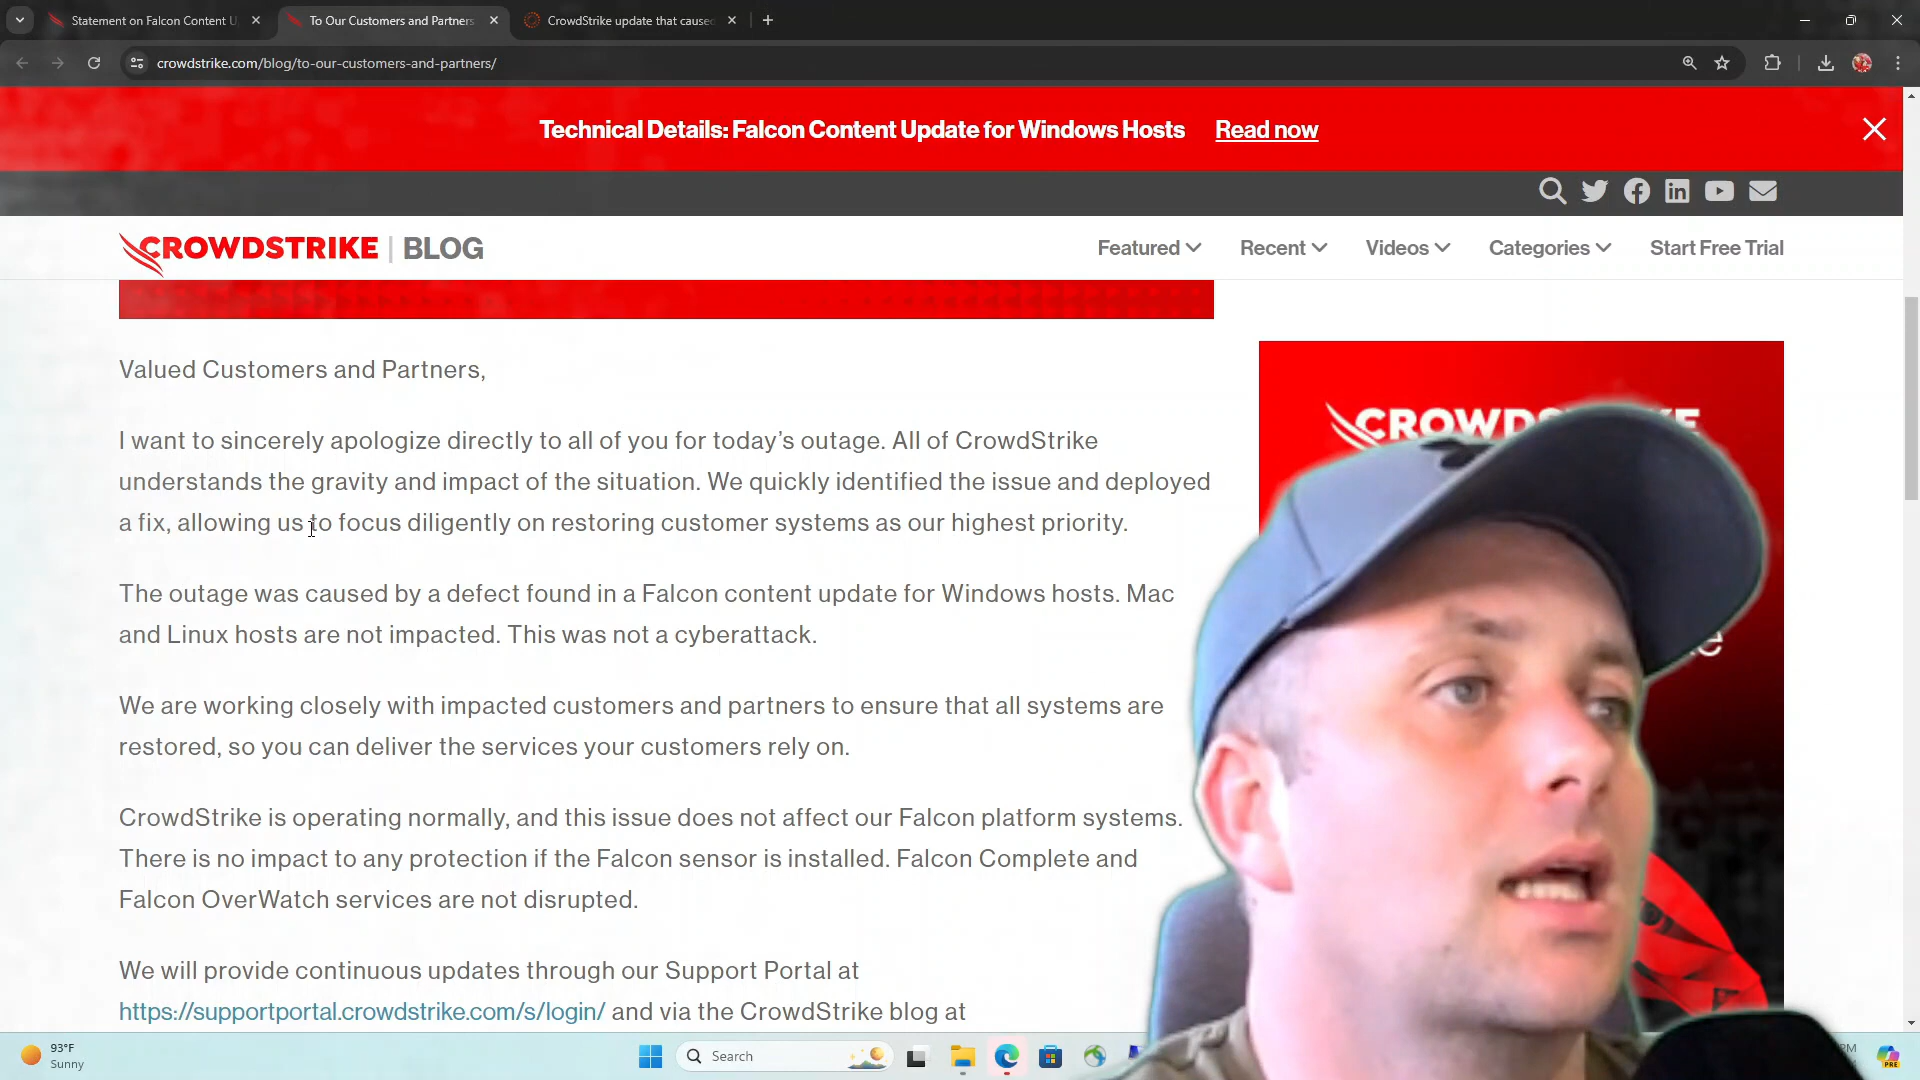 Statement on Falcon Content U
To Our Customers and Partners
CrowdStrike update that cause
crowdstrike.com/blog/to-our-customers-and-partners/
Technical Details: Falcon Content Update for Windows Hosts Read now
CROWDSTRIKE | BLOG
Featured Recent Videos Categories Start Free Trial
Valued Customers and Partners,
I want to sincerely apologize directly to all of you for today’s outage. All of CrowdStrike
understands the gravity and impact of the situation. We quickly identified the issue and deployed
a fix, allowing us to focus diligently on restoring customer systems as our highest priority.
The outage was caused by a defect found in a Falcon content update for Windows hosts. Mac
and Linux hosts are not impacted. This was not a cyberattack.
We are working closely with impacted customers and partners to ensure that all systems are
restored, so you can deliver the services your customers rely on.
CrowdStrike is operating normally, and this issue does not affect our Falcon platform systems.
There is no impact to any protection if the Falcon sensor is installed. Falcon Complete and
Falcon OverWatch services are not disrupted.
We will provide continuous updates through our Support Portal at
https://supportportal.crowdstrike.com/s/login/ and via the CrowdStrike blog at
93°F
Sunny
Search
PM
PRE